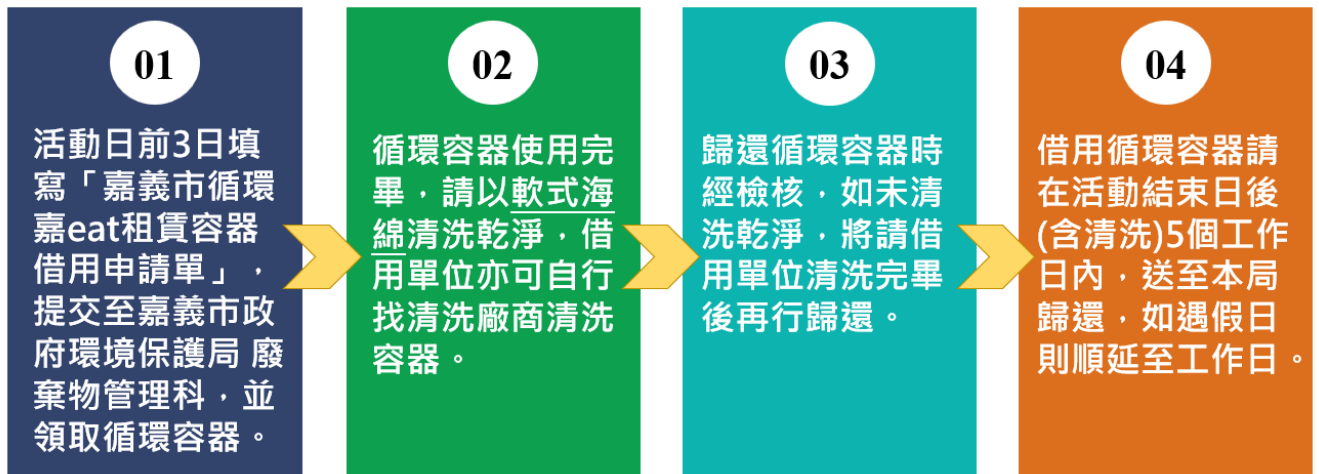 01
活動日前3日填
寫「嘉義市循環
嘉eat租賃容器
借用申請單」，
提交至嘉義市政
府環境保護局 廢
棄物管理科，並
領取循環容器。
02
循環容器使用完
畢，請以軟式海
綿清洗乾淨，借
用單位亦可自行
找清洗廠商清洗
容器。
03
歸還循環容器時
經檢核，如未清
洗乾淨，將請借
用單位清洗完畢
後再行歸還。
04
借用循環容器請
在活動結束日後
(含清洗)5個工作
日內，送至本局
歸還，如遇假日
則順延至工作日。